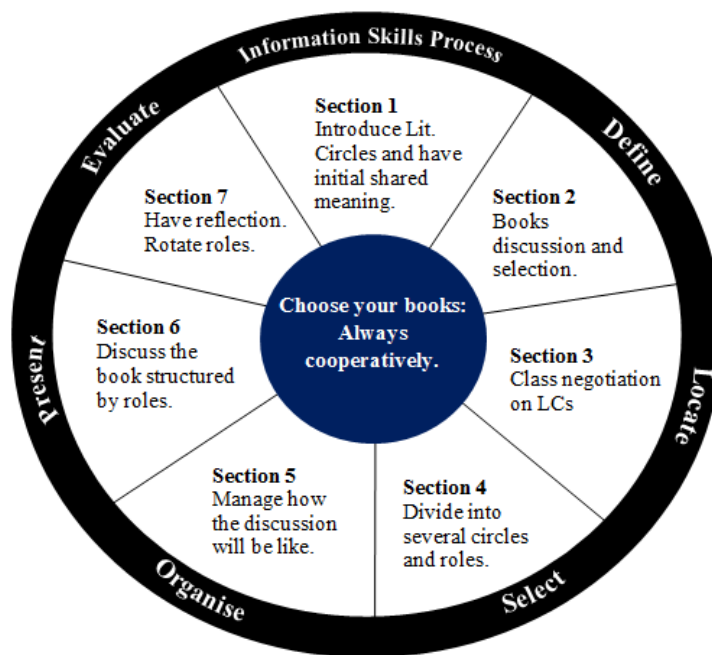 Information Skills Process
Section 1
Introduce Lit.
Circles and have
initial shared
meaning.
Define
Section 2
Books
discussion and
selection.
Locate
Section 3
Class negotiation
on LCs
Select
Section 4
Divide into
several circles
and roles.
Organise
Section 5
Manage how
the discussion
will be like.
Present
Section 6
Discuss the
book structured
by roles.
Evaluate
Section 7
Have reflection.
Rotate roles.
Choose your books:
Always
cooperatively.